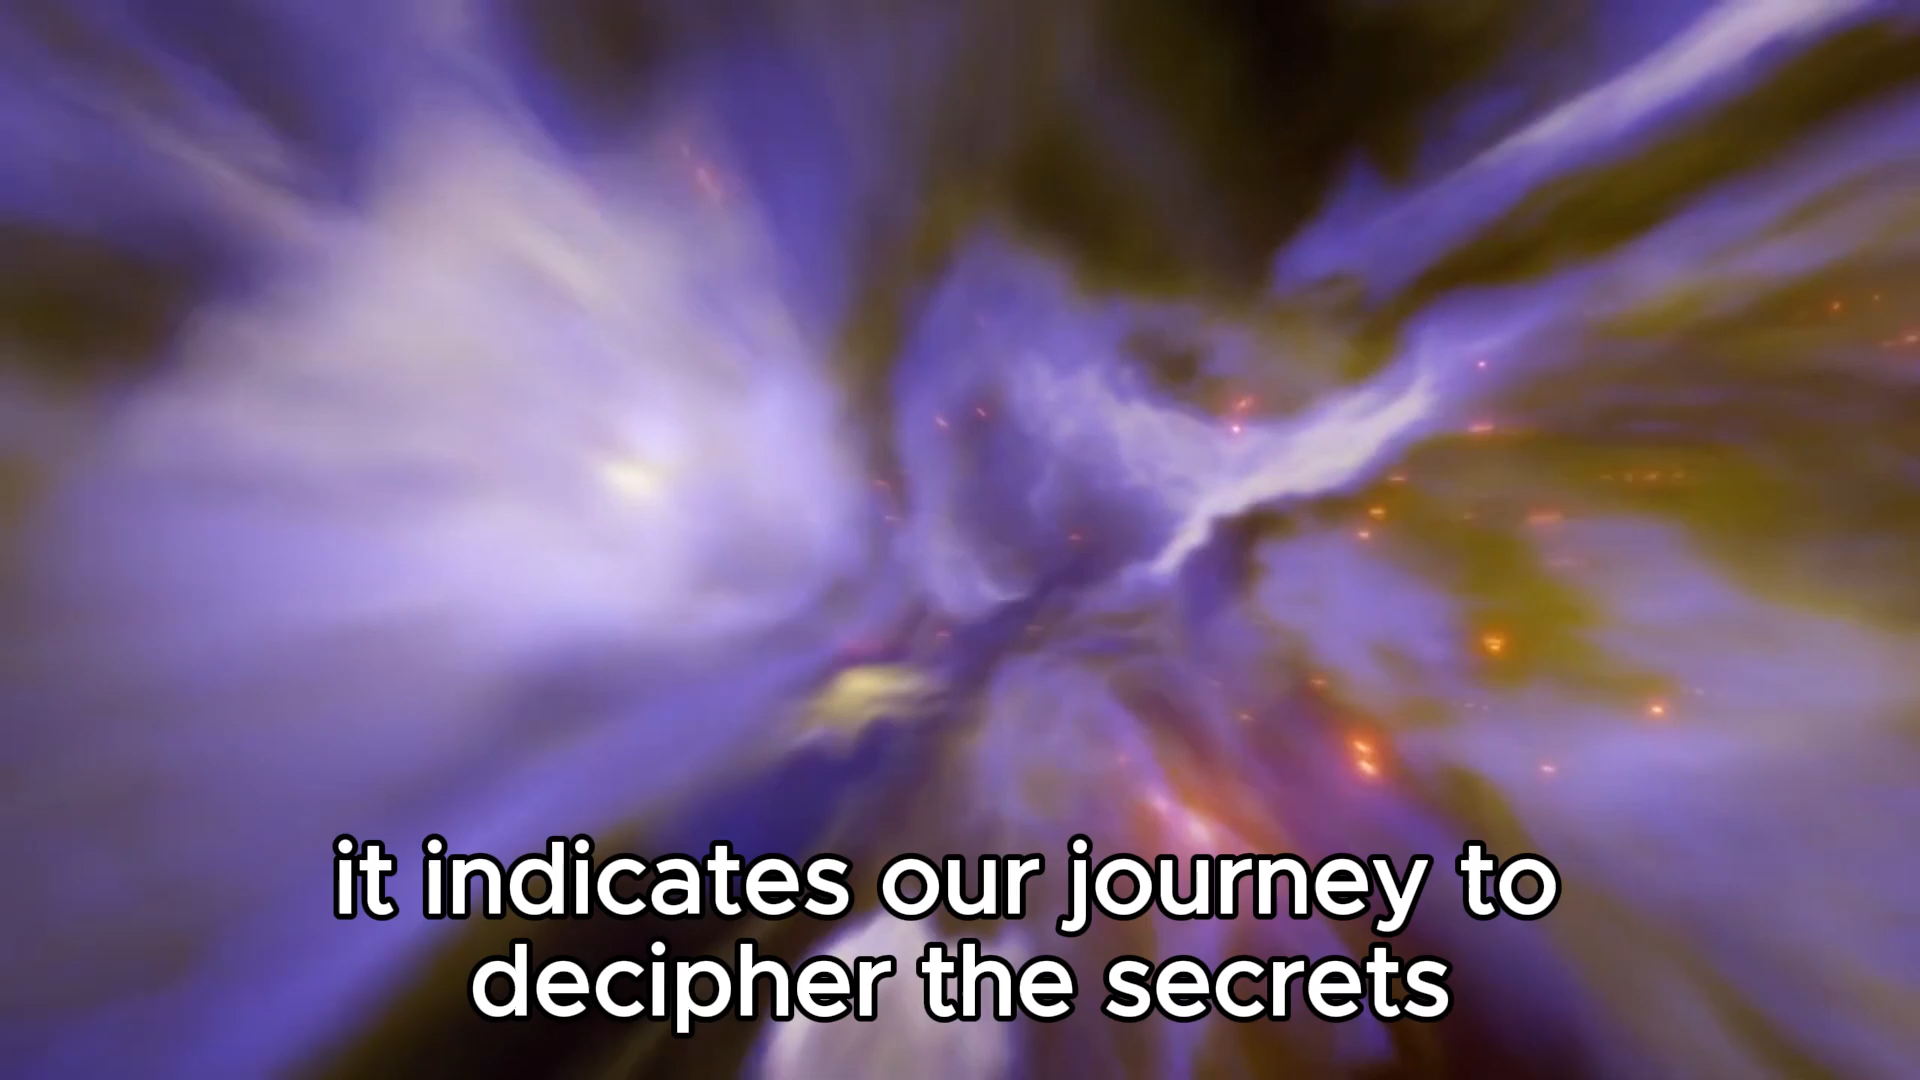 it indicates our journey to
decipher the secrets